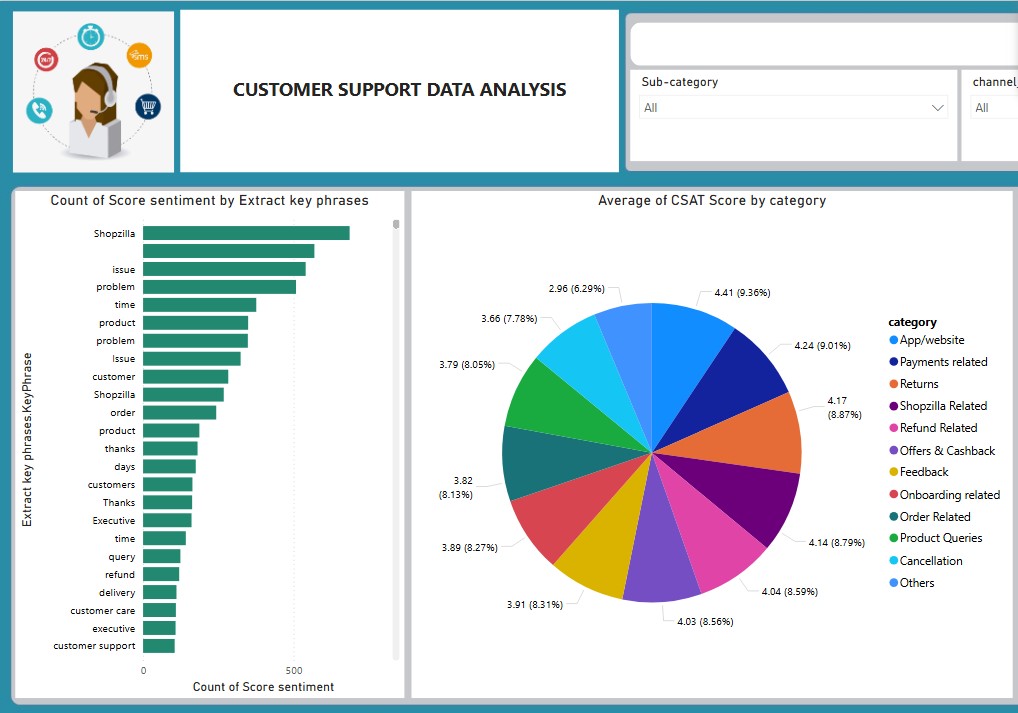 CUSTOMER SUPPORT DATA ANALYSIS
Sub-category
All
channel_
All
Count of Score sentiment by Extract key phrases
Extract key phrases.KeyPhrase
Shopzilla
issue
problem
time
product
problem
Issue
customer
Shopzilla
order
product
thanks
days
customers
Thanks
Executive
time
query
refund
delivery
customer care
executive
customer support
0
500
Count of Score sentiment
Average of CSAT Score by category
4.41 (9.36%)
4.24 (9.01%)
4.17
(8.87%)
4.14 (8.79%)
4.04 (8.59%)
4.03 (8.56%)
3.91 (8.31%)
3.89 (8.27%)
3.82
(8.13%)
3.79 (8.05%)
3.66 (7.78%)
2.96 (6.29%)
category
App/website
Payments related
Returns
Shopzilla Related
Refund Related
Offers & Cashback
Feedback
Onboarding related
Order Related
Product Queries
Cancellation
Others